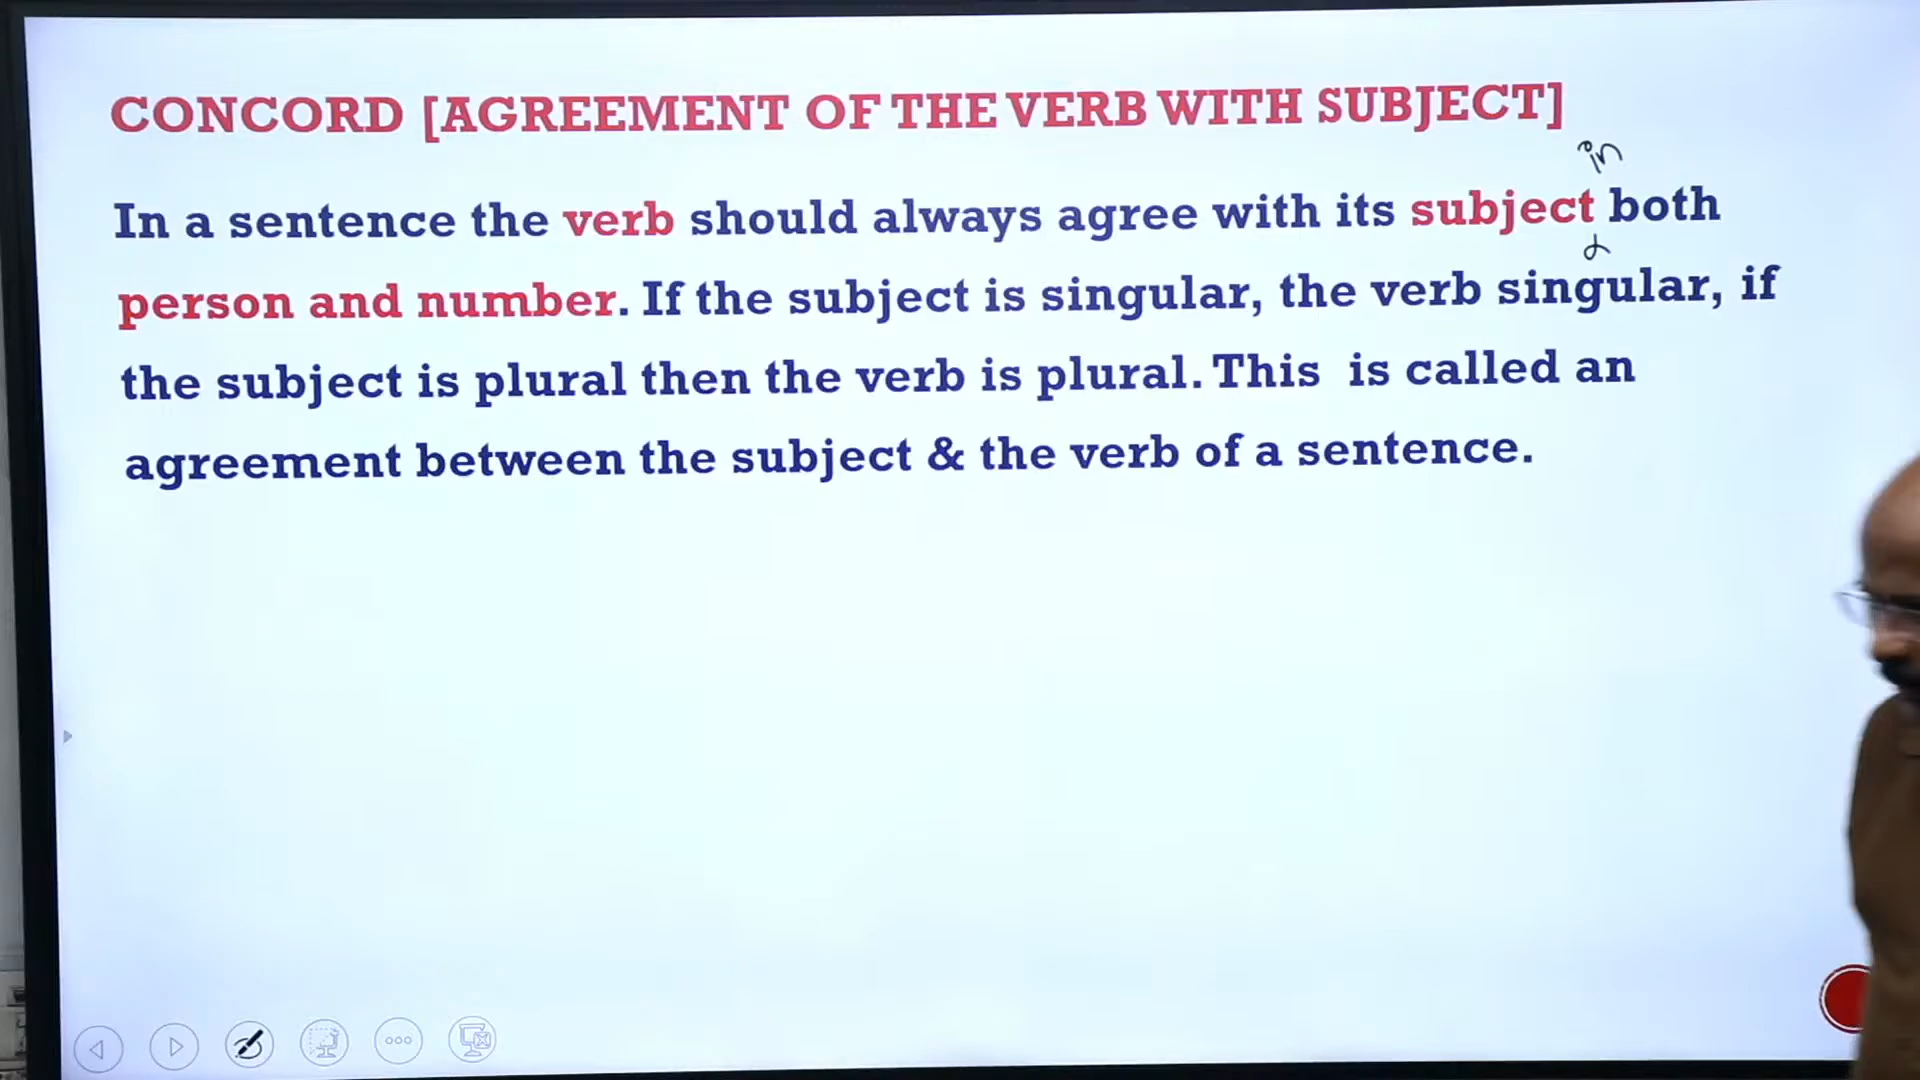 CONCORD [AGREEMENT OF THE VERB WITH SUBJECT]
in
In a sentence the verb should always agree with its subject both
person and number. If the subject is singular, the verb singular, if
the subject is plural then the verb is plural. This is called an
agreement between the subject & the verb of a sentence.